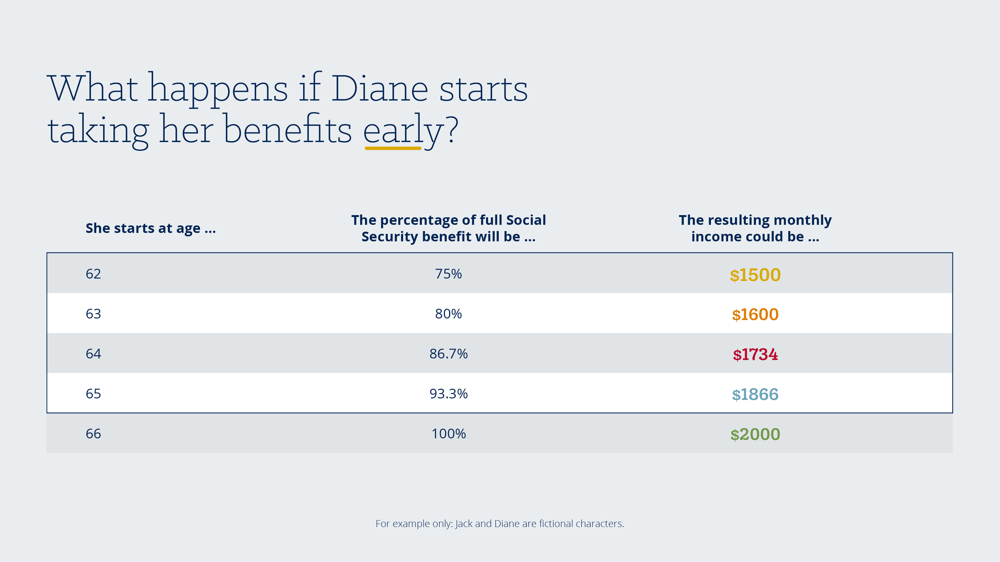 What happens if Diane starts
taking her benefits early?
She starts at age ...
The percentage of full Social
Security benefit will be ...
The resulting monthly
income could be ...
62 75% $1500
63 80% $1600
64 86.7% $1734
65 93.3% $1866
66 100% $2000
For example only: Jack and Diane are fictional characters.